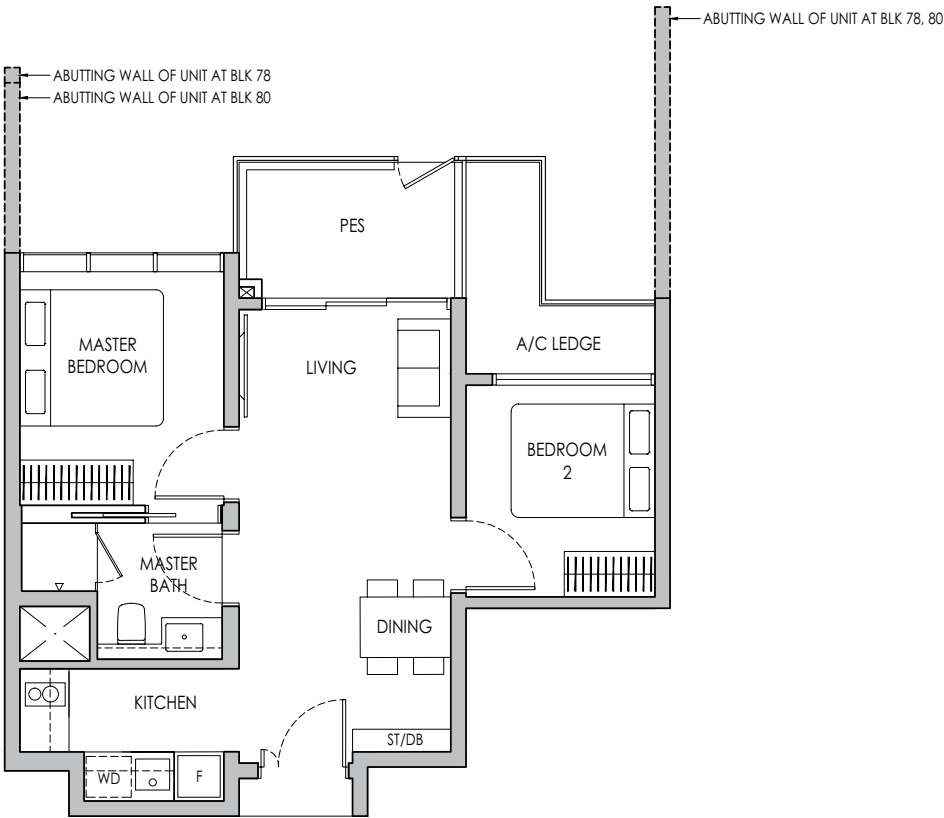 ABUTTING WALL OF UNIT AT BLK 78, 80
ABUTTING WALL OF UNIT AT BLK 78
ABUTTING WALL OF UNIT AT BLK 80
PES
MASTER
BEDROOM
LIVING
A/C LEDGE
BEDROOM
2
MASTER
BATH
DINING
KITCHEN
ST/DB
WD
F